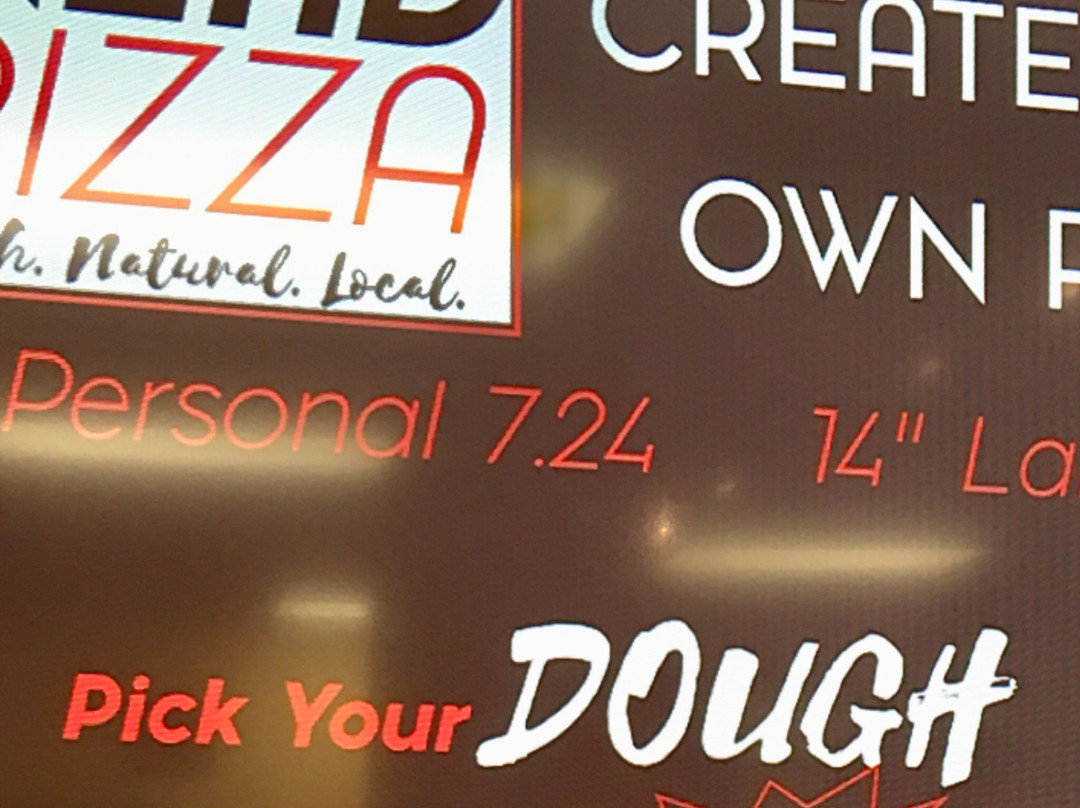 PIZZA
Natural. Local.
CREATE
OWN
Personal 7.24
14"
Pick Your DOUGH